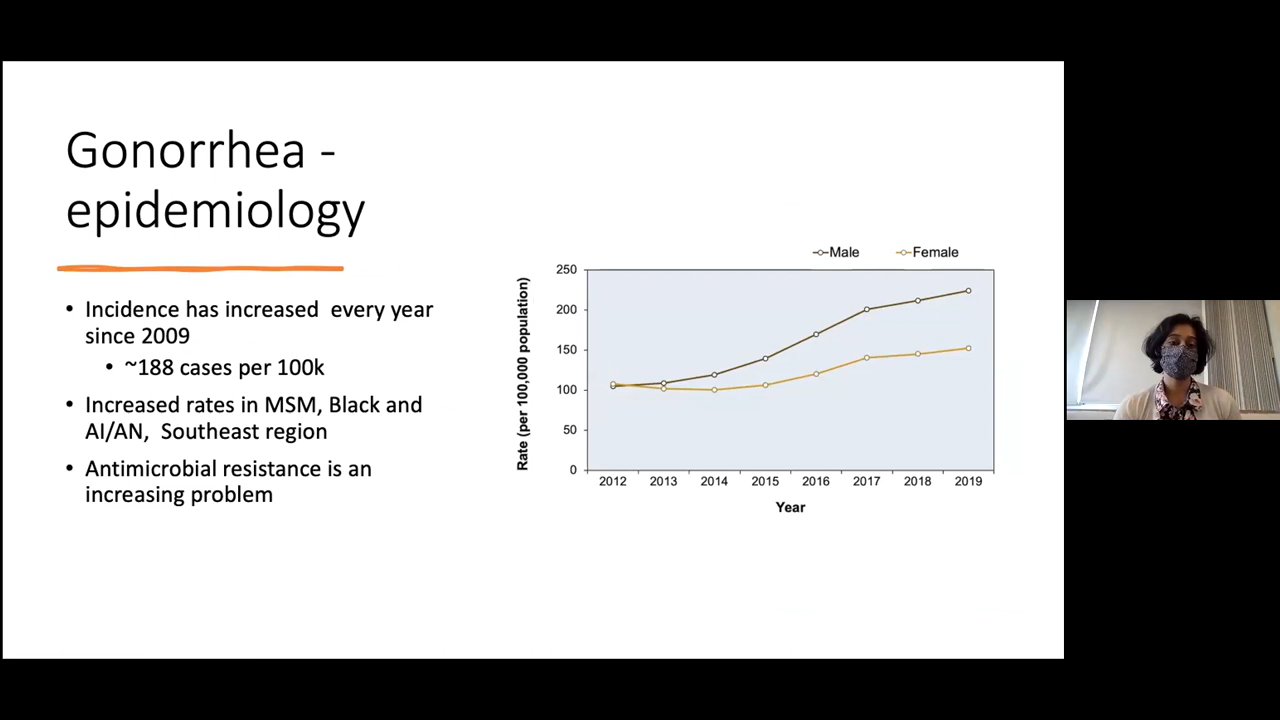 Gonorrhea -
epidemiology
• Incidence has increased every year
since 2009
• ~188 cases per 100k
• Increased rates in MSM, Black and
AI/AN, Southeast region
• Antimicrobial resistance is an
increasing problem
Male Female
Rate (per 100,000 population)
250
200
150
100
50
0
2012 2013 2014 2015 2016 2017 2018 2019
Year